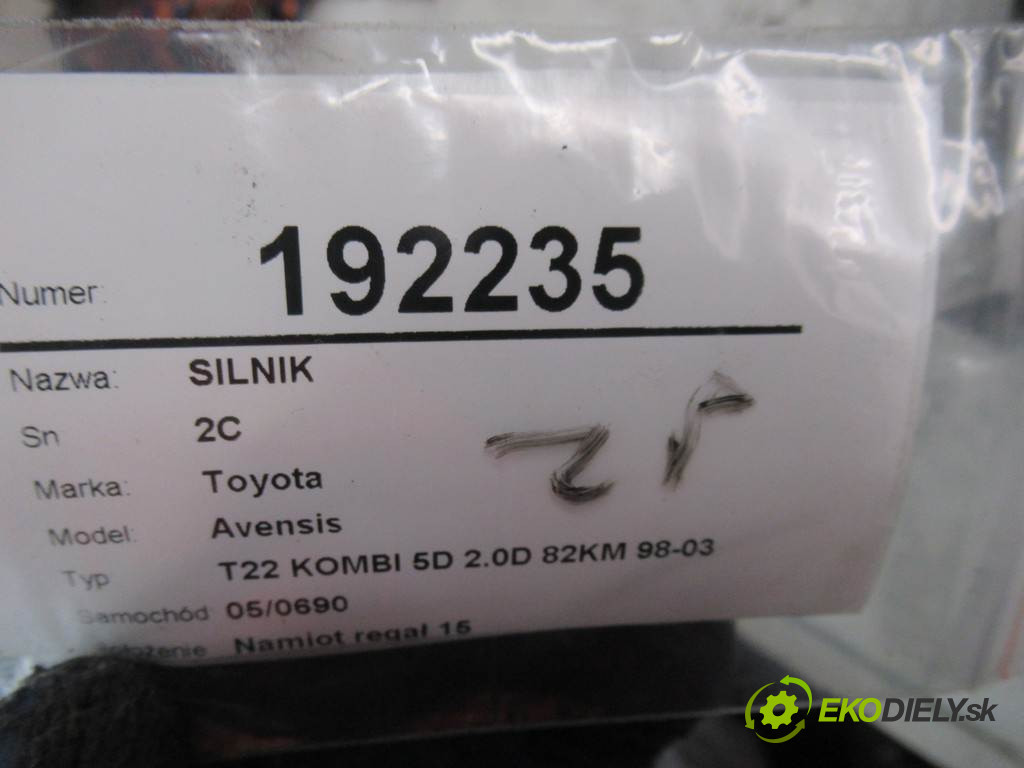 Numer: 192235
Nazwa: SILNIK
Sn 2C
Marka: Toyota
Model: Avensis
Typ T22 KOMBI 5D 2.0D 82KM 98-03
Samochód 05/0690
Namiot regał 15
EKODIELY.sk